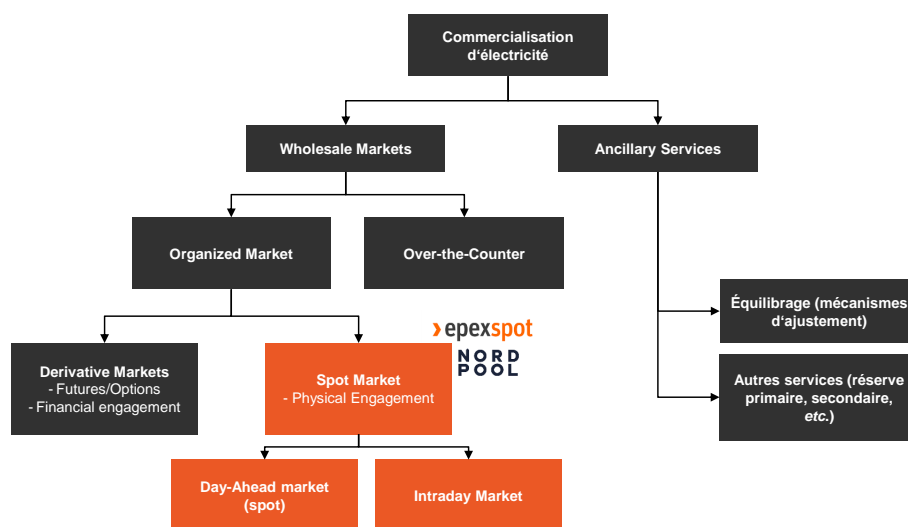 Commercialisation
d‘électricité
Wholesale Markets
Ancillary Services
Organized Market
Over-the-Counter
Équilibrage (mécanismes
d‘ajustement)
epexspot
NORD
POOL
Derivative Markets
- Futures/Options
- Financial engagement
Spot Market
- Physical Engagement
Autres services (réserve
primaire, secondaire,
etc.)
Day-Ahead market
(spot)
Intraday Market